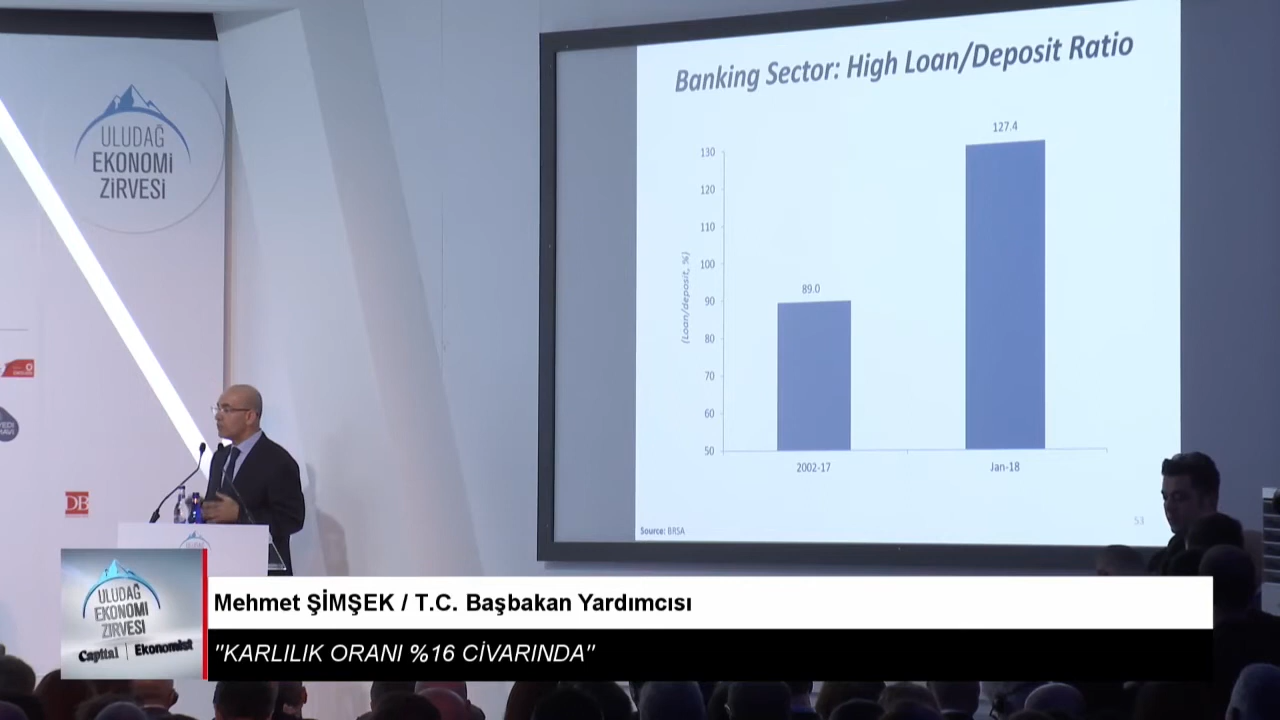 ULUDAĞ
EKONOMİ
ZİRVESİ
DB
Banking Sector: High Loan/Deposit Ratio
127.4
130
120
110
100
89.0
90
80
70
60
50
(Loan/deposit, %)
2002-17
Jan-18
53
Source: BRSA
ULUDAĞ
EKONOMİ
ZİRVESİ
Capital | Ekonomist
Mehmet ŞİMŞEK / T.C. Başbakan Yardımcısı
"KARLILIK ORANI %16 CİVARINDA"